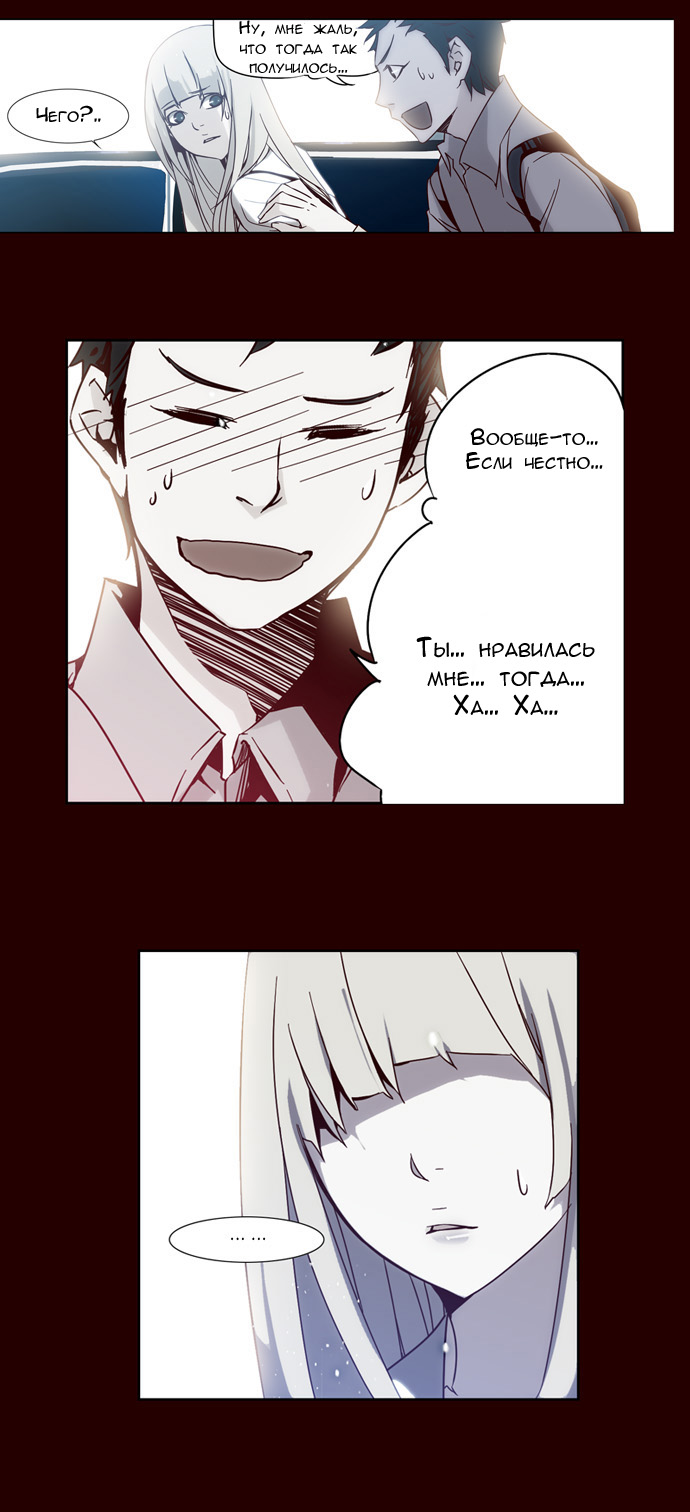 Ну, мне жаль,
что тогда так
получилось...
Чего?..
Вообще-то...
Если честно...
Ты... нравилась
мне... тогда...
Ха... Ха...
... ...